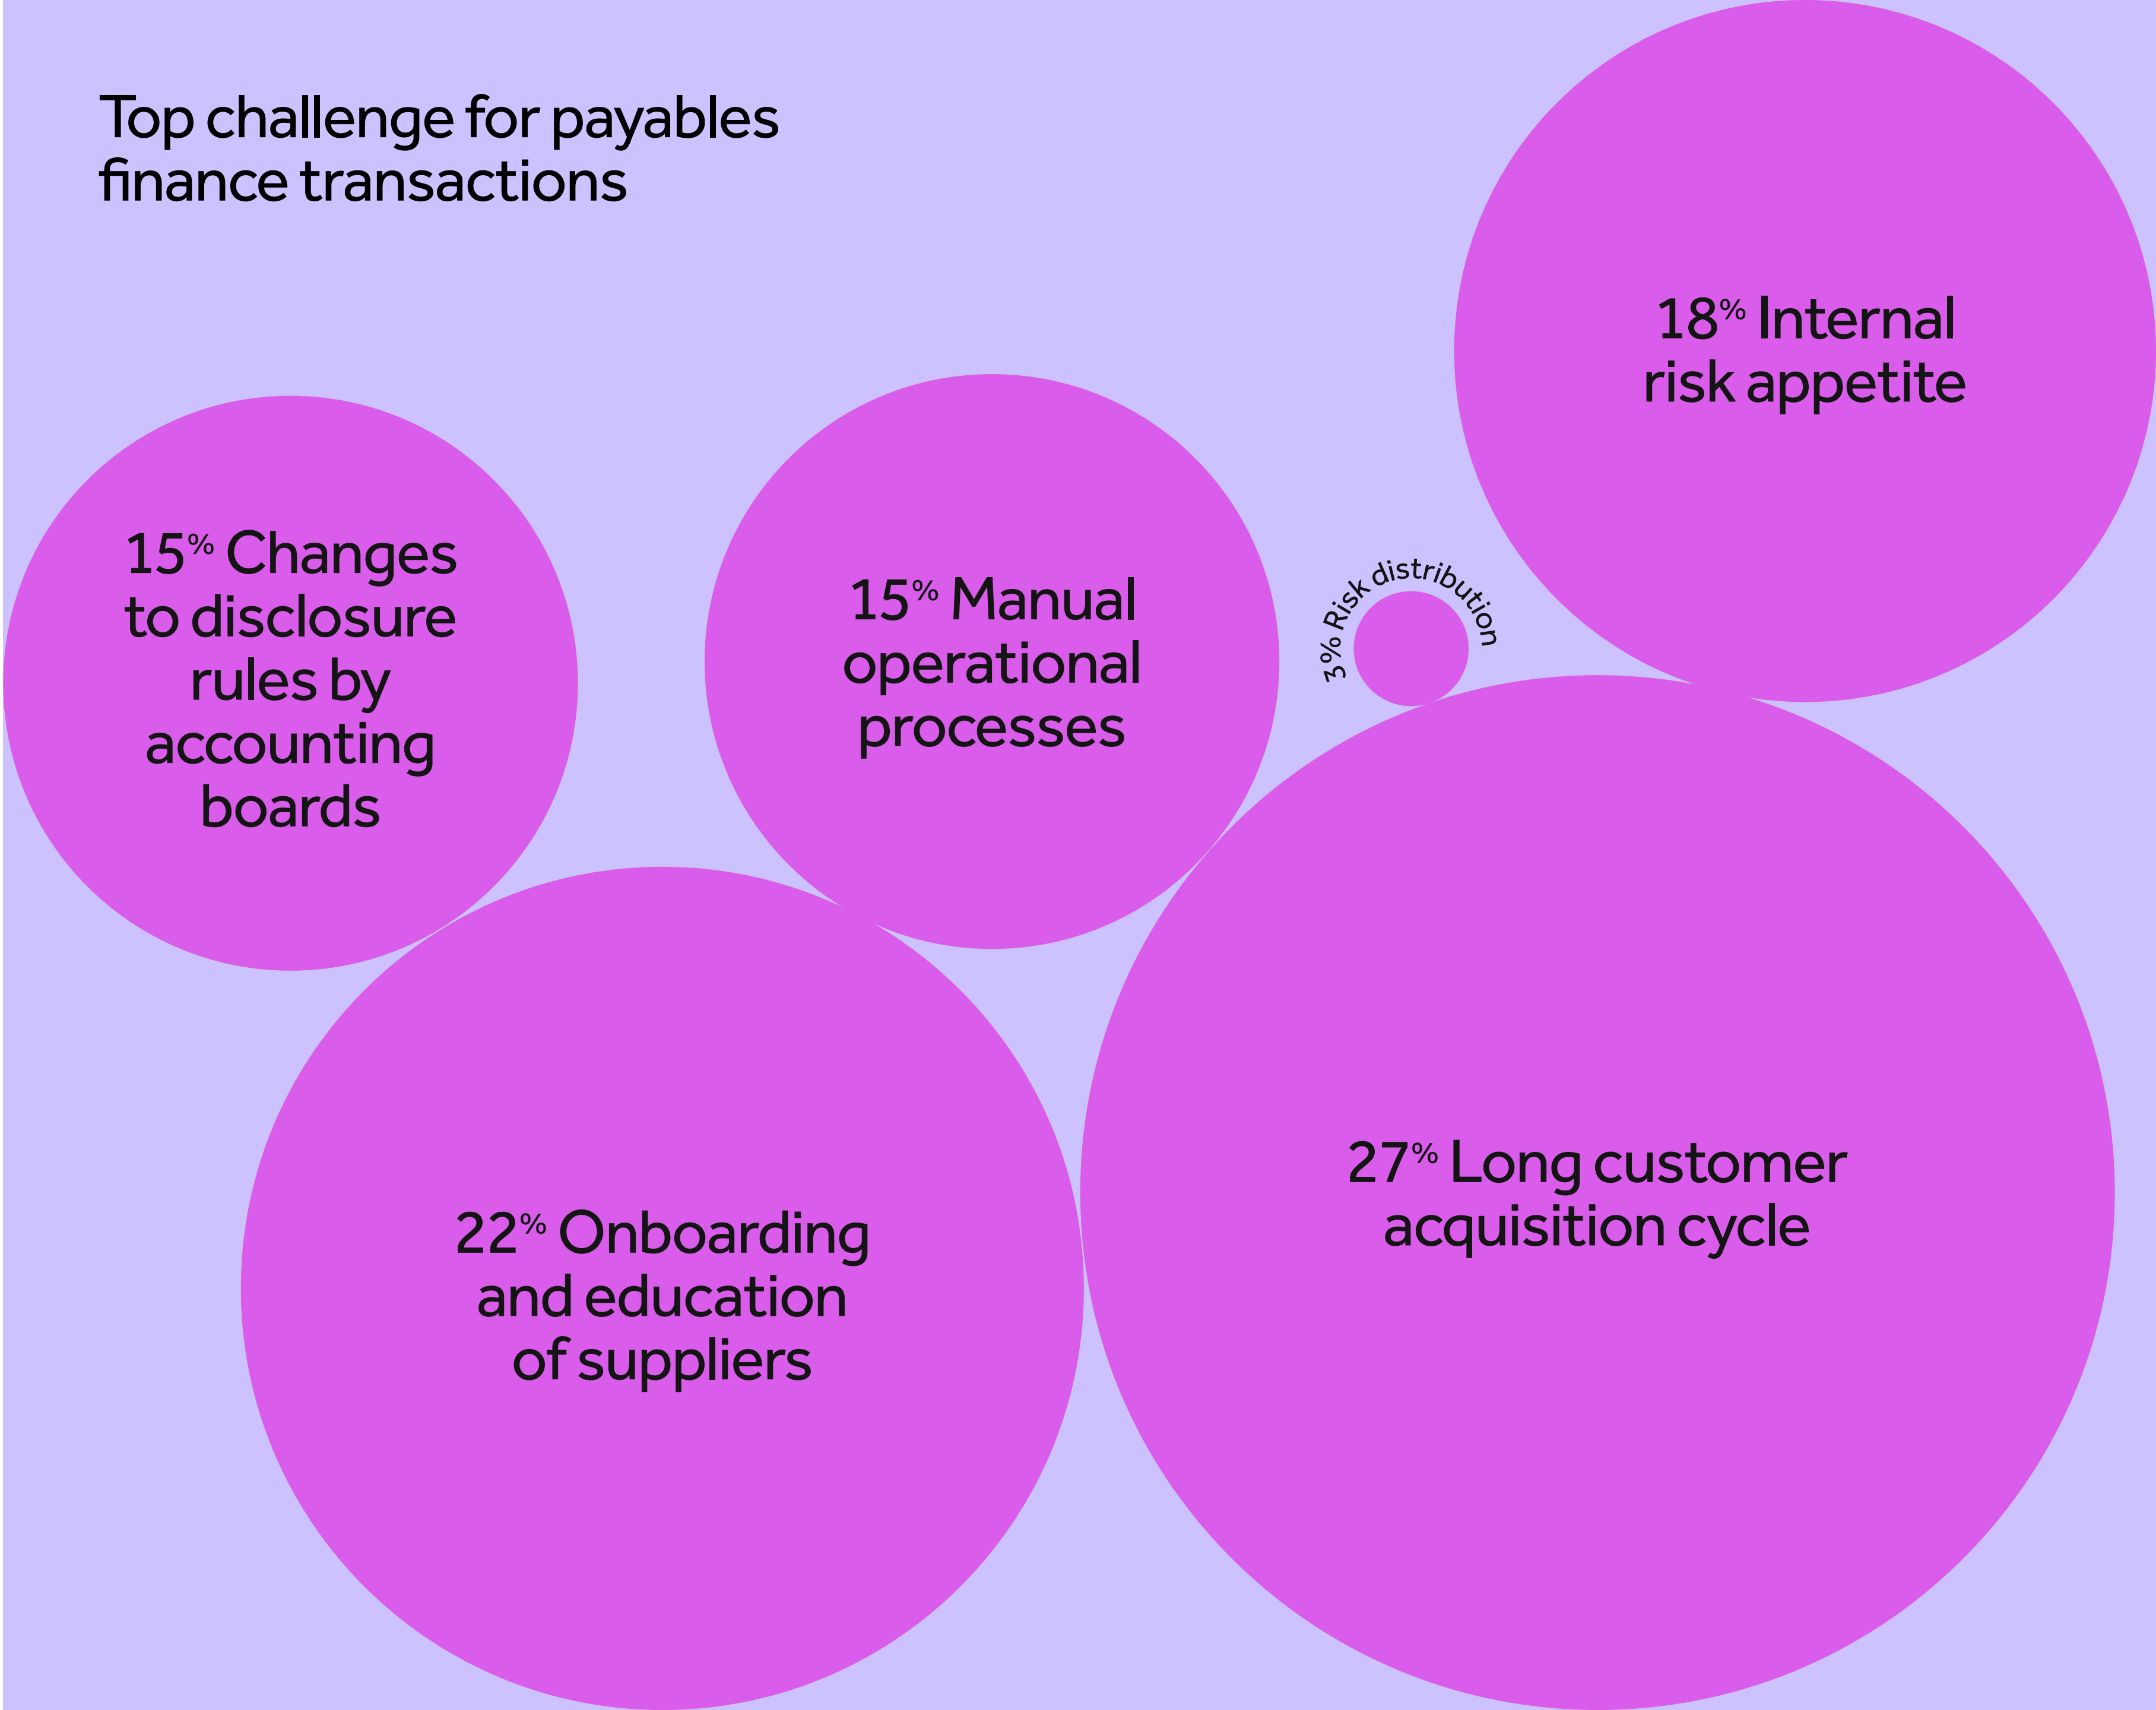 Top challenge for payables
finance transactions
18% Internal
risk appetite
15% Changes
to disclosure
rules by
accounting
boards
15% Manual
operational
processes
3% Risk distribution
22% Onboarding
and education
of suppliers
27% Long customer
acquisition cycle